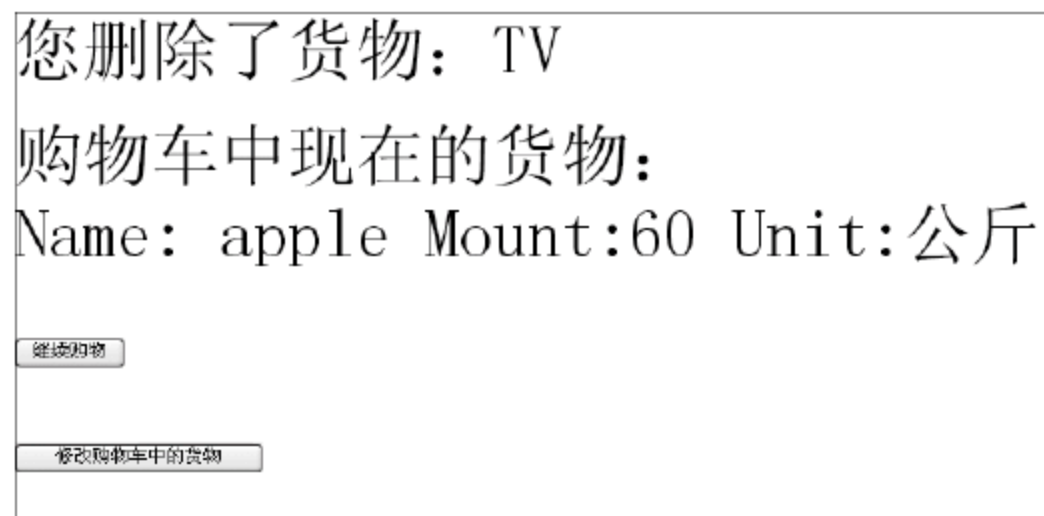 您删除了货物：TV
购物车中现在的货物：
Name: apple Mount:60 Unit:公斤
继续购物
修改购物车中的货物